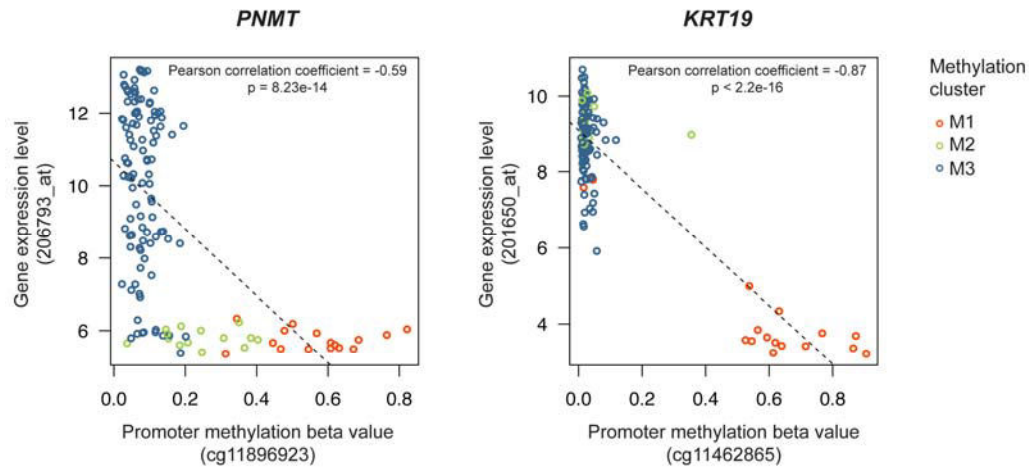 PNMT
Pearson correlation coefficient = -0.59
p = 8.23e-14
Gene expression level
(206793_at)
12
10
8
6
0.0 0.2 0.4 0.6 0.8
Promoter methylation beta value
(cg11896923)
KRT19
Pearson correlation coefficient = -0.87
p < 2.2e-16
Gene expression level
(201650_at)
10
8
6
4
0.0 0.2 0.4 0.6 0.8
Promoter methylation beta value
(cg11462865)
Methylation
cluster
M1
M2
M3